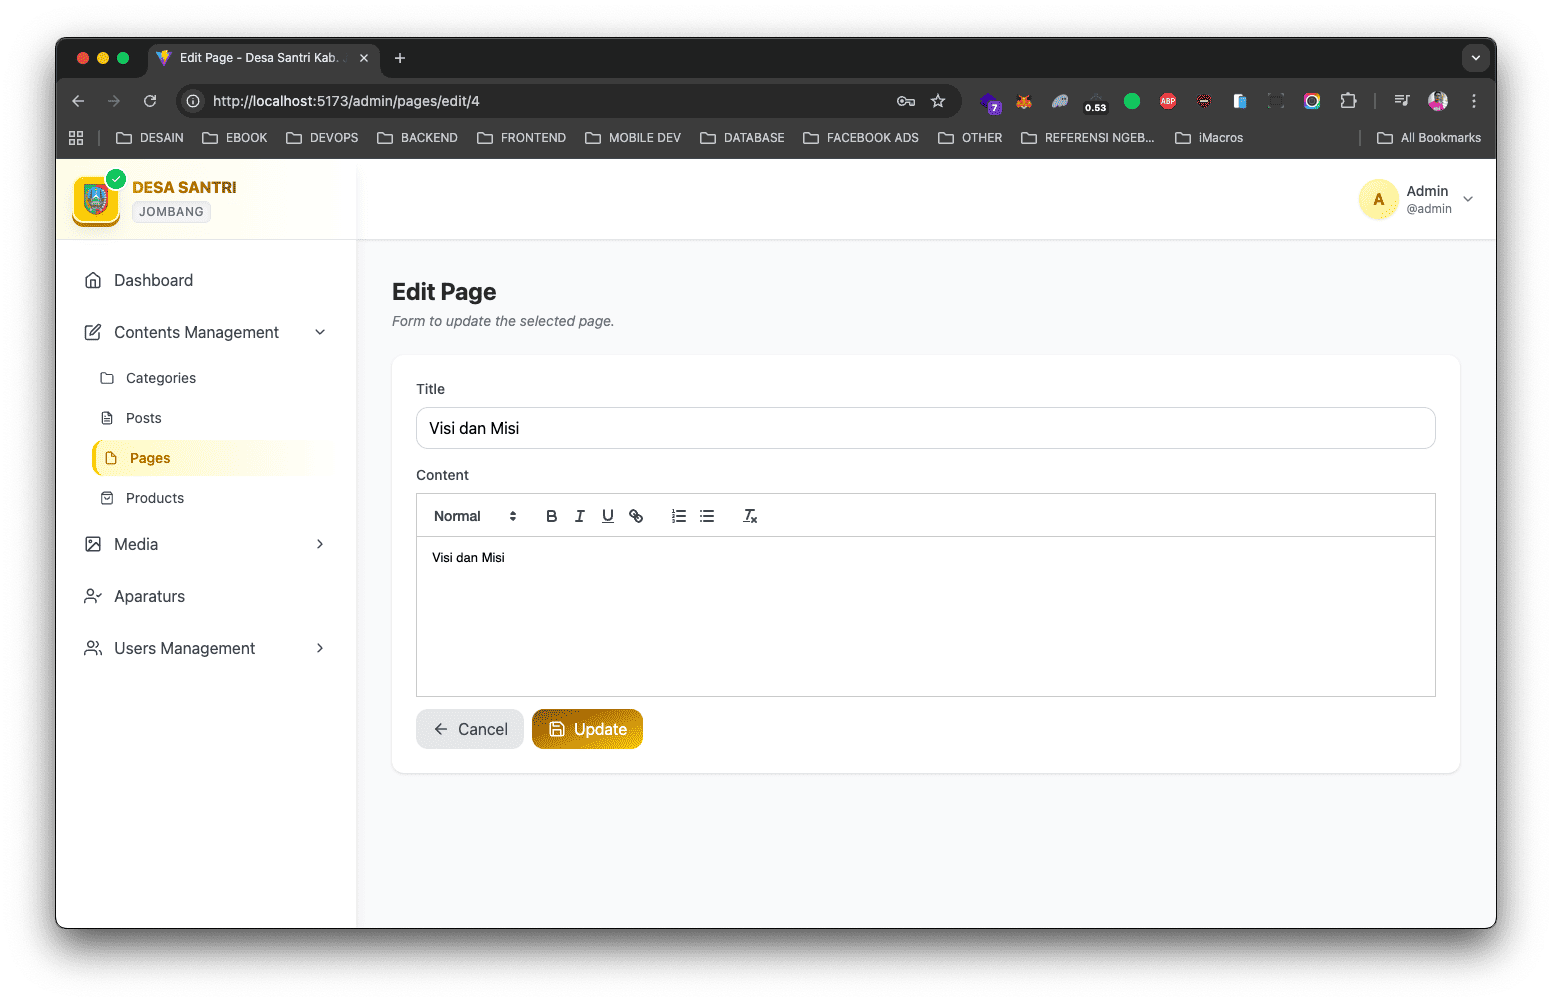 Edit Page - Desa Santri Kab.
http://localhost:5173/admin/pages/edit/4
7
0.53
ABP
DESAIN
EBOOK
DEVOPS
BACKEND
FRONTEND
MOBILE DEV
DATABASE
FACEBOOK ADS
OTHER
REFERENSI NGEB...
iMacros
All Bookmarks
DESA SANTRI
JOMBANG
A
Admin
@admin
Dashboard
Contents Management
Categories
Posts
Pages
Products
Media
Aparaturs
Users Management
Edit Page
Form to update the selected page.
Title
Visi dan Misi
Content
Normal
Visi dan Misi
Cancel
Update